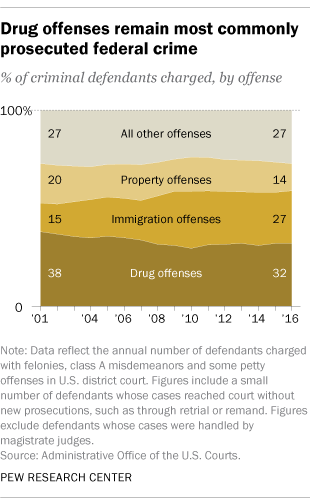 Drug offenses remain most commonly
prosecuted federal crime
% of criminal defendants charged, by offense
100%
27 All other offenses 27
20 Property offenses 14
15 Immigration offenses 27
38 Drug offenses 32
0
'01 '04 '06 '08 '10 '12 '14 '16
Note: Data reflect the annual number of defendants charged
with felonies, class A misdemeanors and some petty
offenses in U.S. district court. Figures include a small
number of defendants whose cases reached court without
new prosecutions, such as through retrial or remand. Figures
exclude defendants whose cases were handled by
magistrate judges.
Source: Administrative Office of the U.S. Courts.
PEW RESEARCH CENTER